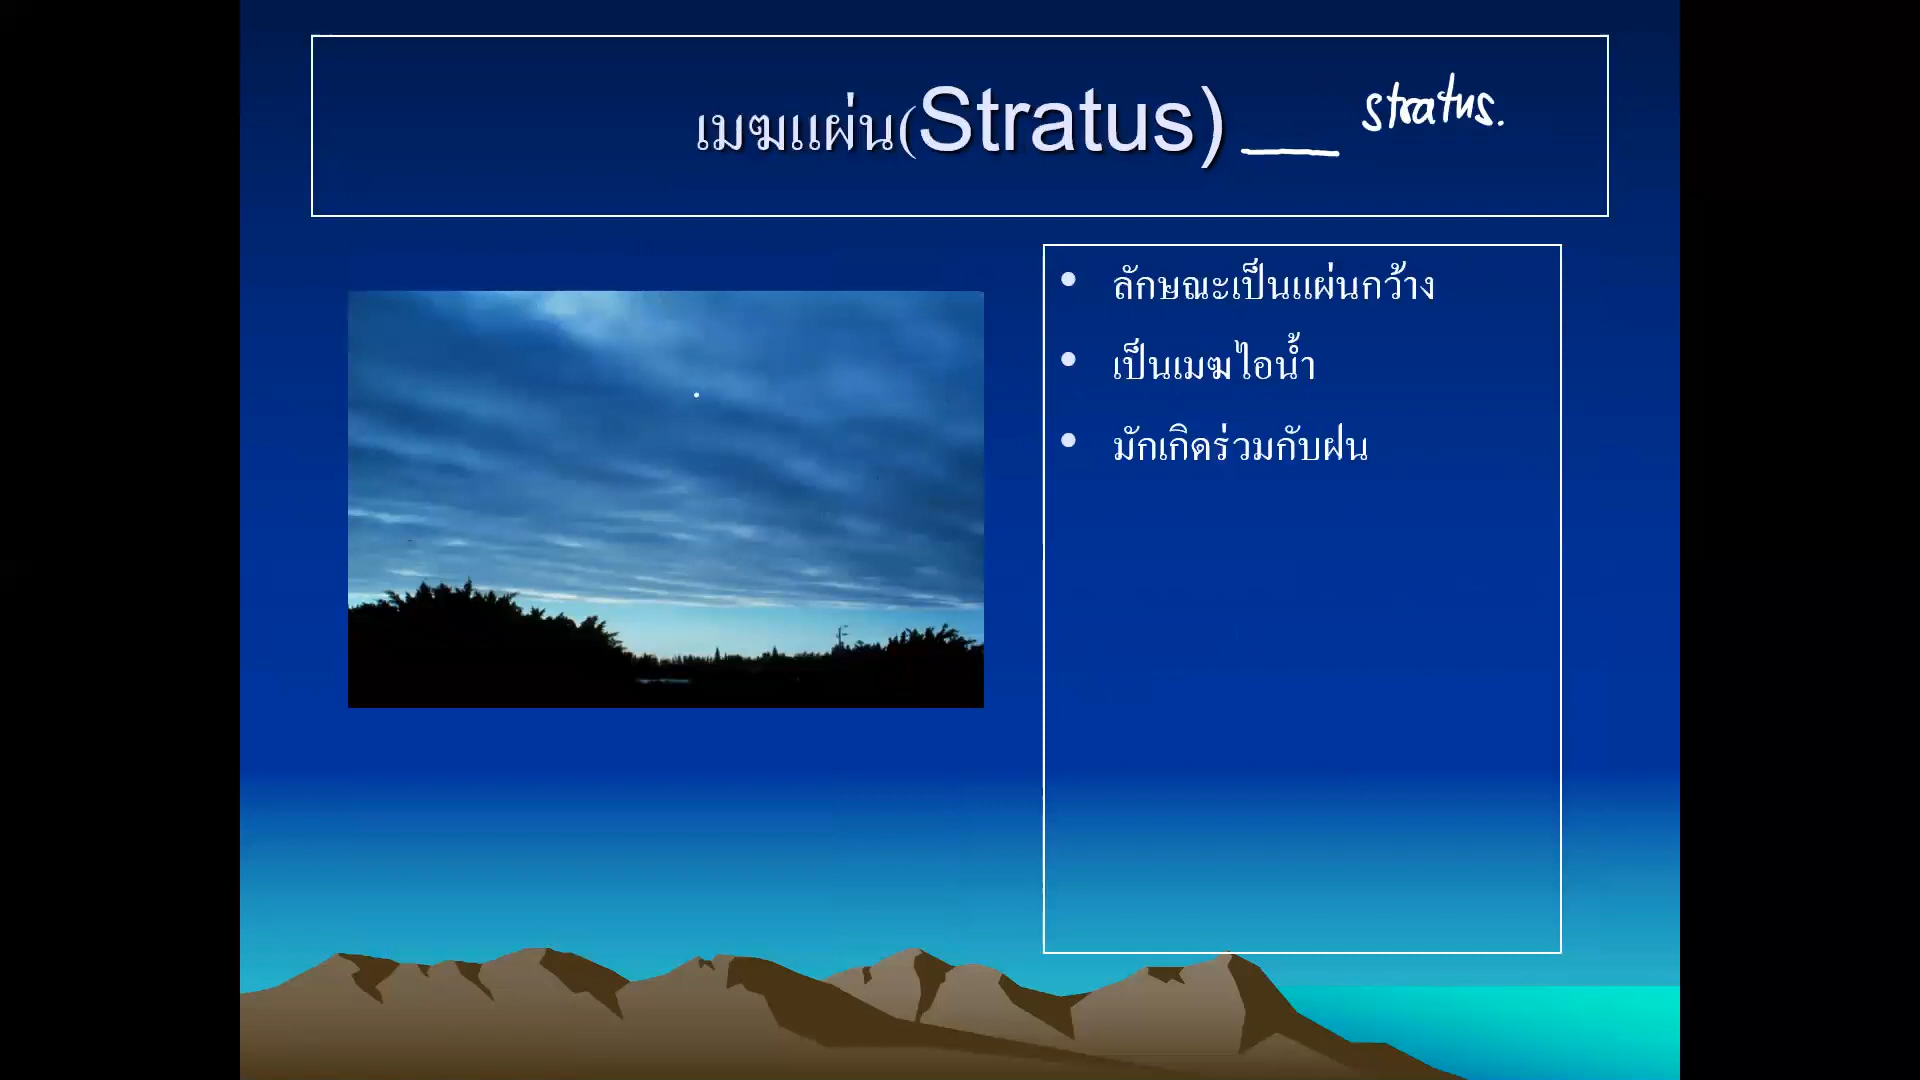 เมฆแผ่น(Stratus) stratus.
• ลักษณะเป็นแผ่นกว้าง
• เป็นเมฆไอน้ำ
• มักเกิดร่วมกับฝน